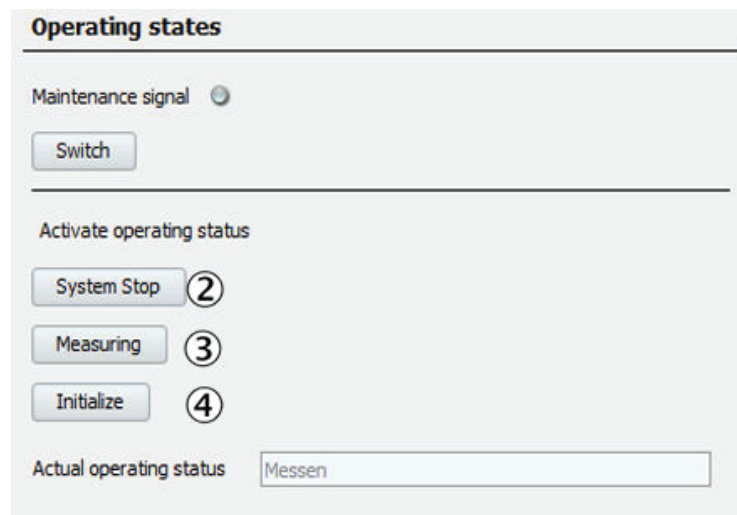 Operating states
Maintenance signal
Switch
Activate operating status
System Stop ②
Measuring ③
Initialize ④
Actual operating status Messen